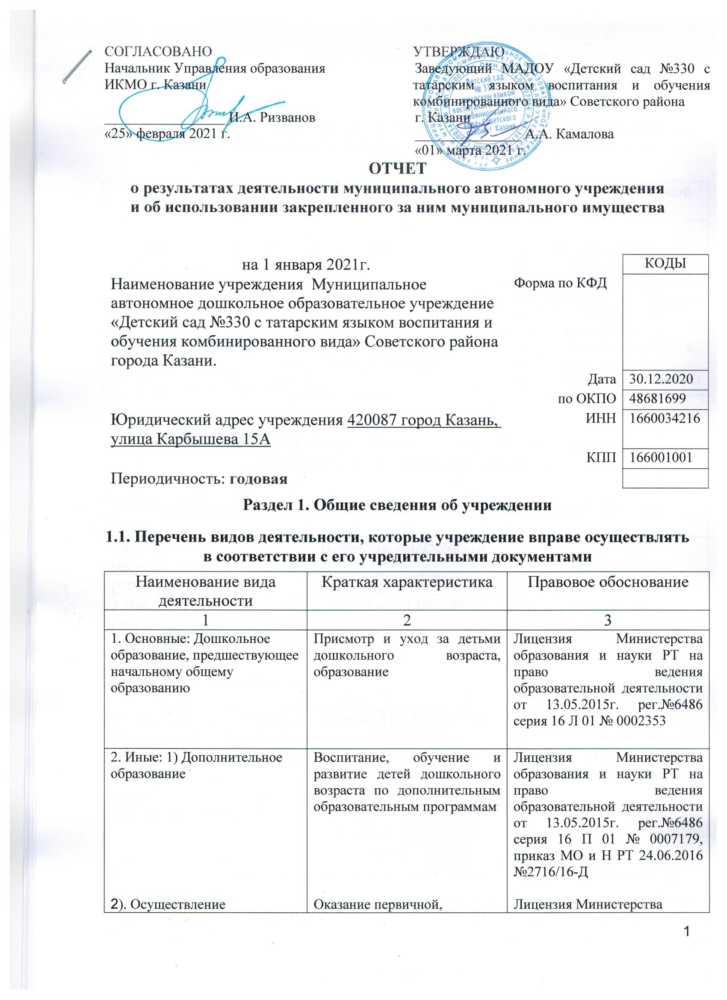 СОГЛАСОВАНО
Начальник Управления образования
ИКМО г. Казани
И.А. Ризванов
«25» февраля 2021 г.
УТВЕРЖДАЮ
Заведующий МАДОУ «Детский сад №330 с
татарским языком воспитания и обучения
комбинированного вида» Советского района
г. Казани
А.А. Камалова
«01» марта 2021 г.
Детский сад
татарским языком
воспитания и
комбинированного
вида» Советского
района г Казани
ОТЧЕТ
о результатах деятельности муниципального автономного учреждения
и об использовании закрепленного за ним муниципального имущества
на 1 января 2021г.
КОДЫ
Наименование учреждения Муниципальное
автономное дошкольное образовательное учреждение
«Детский сад №330 с татарским языком воспитания и
обучения комбинированного вида» Советского района
города Казани.
Форма по КФД
Дата 30.12.2020
по ОКПО 48681699
Юридический адрес учреждения 420087 город Казань,
улица Карбышева 15А
ИНН 1660034216
КПП 166001001
Периодичность: годовая
Раздел 1. Общие сведения об учреждении
1.1. Перечень видов деятельности, которые учреждение вправе осуществлять
в соответствии с его учредительными документами
Наименование вида
деятельности
Краткая характеристика
Правовое обоснование
1 2 3
1. Основные: Дошкольное
образование, предшествующее
начальному общему
образованию
Присмотр и уход за детьми
дошкольного возраста,
образование
Лицензия Министерства
образования и науки РТ на
право ведения
образовательной деятельности
от 13.05.2015г. рег.№6486
серия 16 Л 01 № 0002353
2. Иные: 1) Дополнительное
образование
Воспитание, обучение и
развитие детей дошкольного
возраста по дополнительным
образовательным программам
Лицензия Министерства
образования и науки РТ на
право ведения
образовательной деятельности
от 13.05.2015г. рег.№6486
серия 16 П 01 № 0007179,
приказ МО и Н РТ 24.06.2016
№2716/16-Д
2). Осуществление
Оказание первичной,
Лицензия Министерства
1